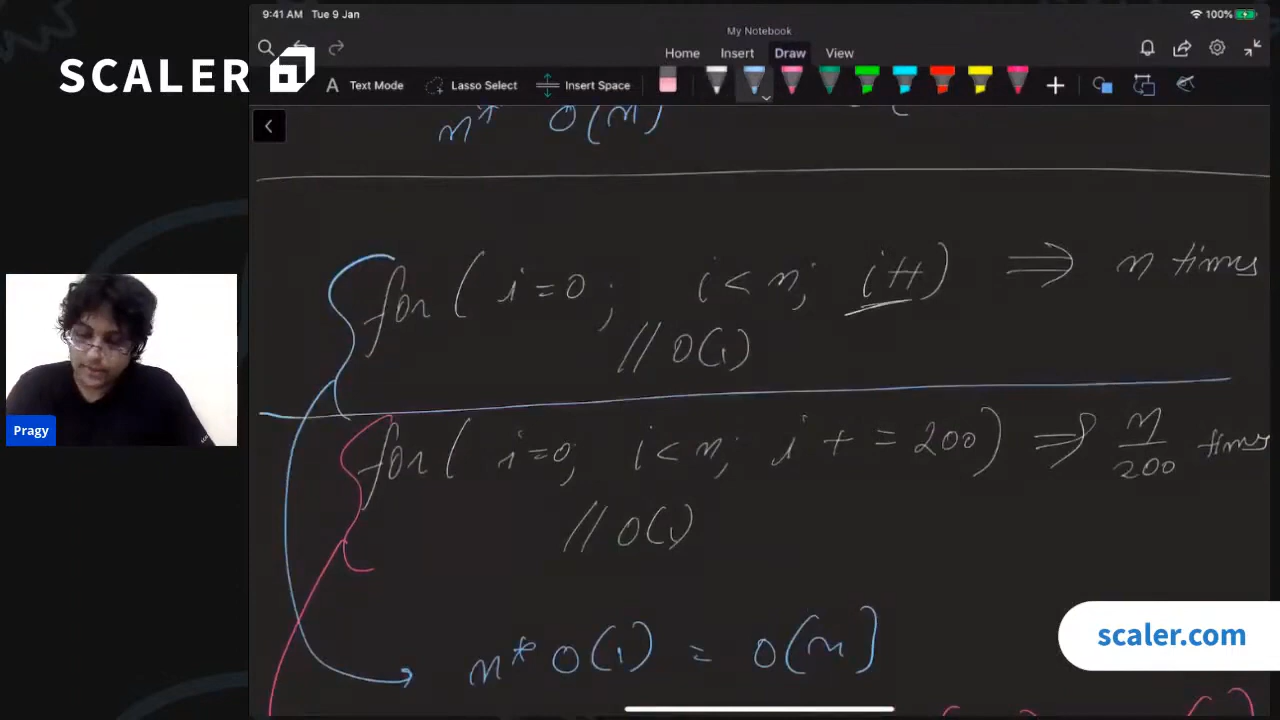 9:41 AM Tue 9 Jan
100%
My Notebook
SCALER
Home Insert Draw View
A Text Mode Lasso Select Insert Space
n* O(n)
for( i=0; i<n; i++) ⇒ n times
// O(1)
for( i=0; i<n; i += 200) ⇒ n/200 times
// O(1)
Pragy
n* O(1) = O(n)
scaler.com